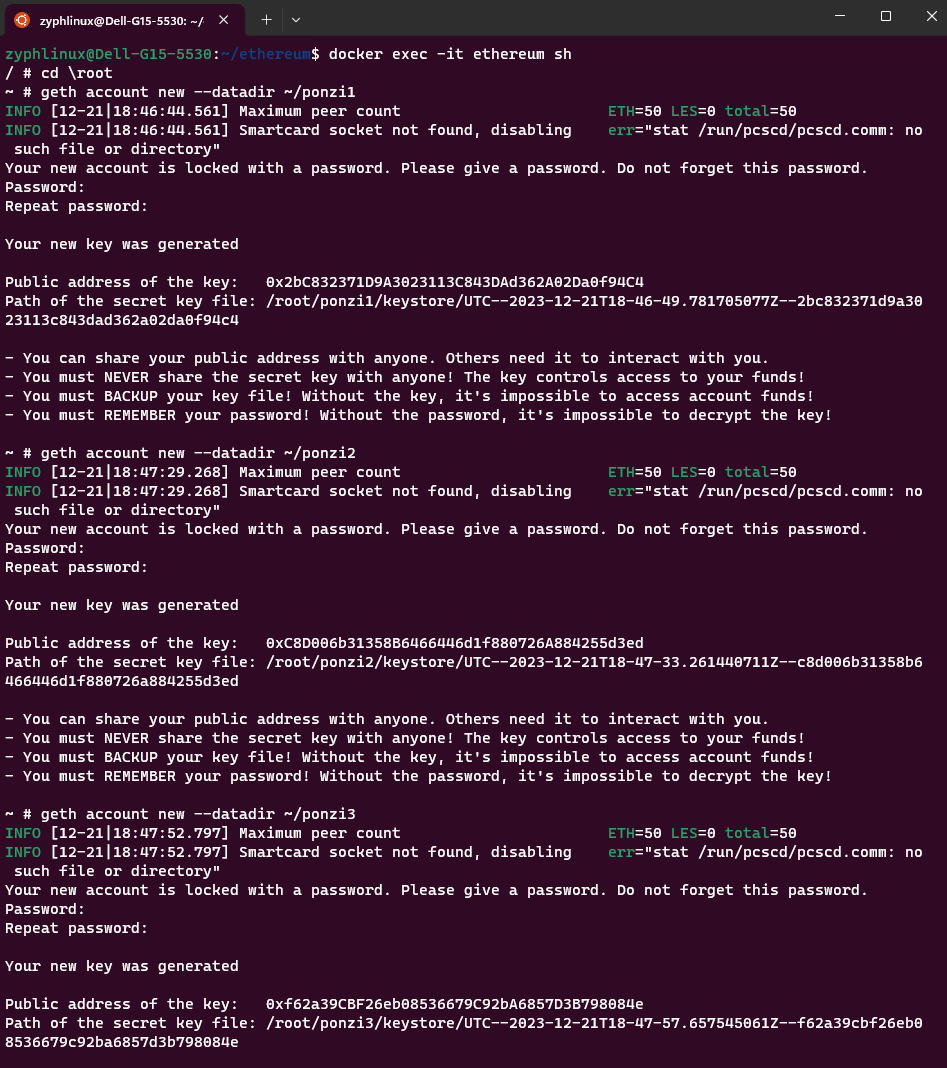 zyphlinux@Dell-G15-5530: ~/
zyphlinux@Dell-G15-5530:~/ethereum$ docker exec -it ethereum sh
/ # cd \root
~ # geth account new --datadir ~/ponzi1
INFO [12-21|18:46:44.561] Maximum peer count                       ETH=50 LES=0 total=50
INFO [12-21|18:46:44.561] Smartcard socket not found, disabling    err="stat /run/pcscd/pcscd.comm: no
 such file or directory"
Your new account is locked with a password. Please give a password. Do not forget this password.
Password:
Repeat password:
Your new key was generated
Public address of the key:   0x2bC832371D9A3023113C843DAd362A02Da0f94C4
Path of the secret key file: /root/ponzi1/keystore/UTC--2023-12-21T18-46-49.781705077Z--2bc832371d9a30
23113c843dad362a02da0f94c4
- You can share your public address with anyone. Others need it to interact with you.
- You must NEVER share the secret key with anyone! The key controls access to your funds!
- You must BACKUP your key file! Without the key, it's impossible to access account funds!
- You must REMEMBER your password! Without the password, it's impossible to decrypt the key!
~ # geth account new --datadir ~/ponzi2
INFO [12-21|18:47:29.268] Maximum peer count                       ETH=50 LES=0 total=50
INFO [12-21|18:47:29.268] Smartcard socket not found, disabling    err="stat /run/pcscd/pcscd.comm: no
 such file or directory"
Your new account is locked with a password. Please give a password. Do not forget this password.
Password:
Repeat password:
Your new key was generated
Public address of the key:   0xC8D006b31358B6466446d1f880726A884255d3ed
Path of the secret key file: /root/ponzi2/keystore/UTC--2023-12-21T18-47-33.261440711Z--c8d006b31358b6
466446d1f880726a884255d3ed
- You can share your public address with anyone. Others need it to interact with you.
- You must NEVER share the secret key with anyone! The key controls access to your funds!
- You must BACKUP your key file! Without the key, it's impossible to access account funds!
- You must REMEMBER your password! Without the password, it's impossible to decrypt the key!
~ # geth account new --datadir ~/ponzi3
INFO [12-21|18:47:52.797] Maximum peer count                       ETH=50 LES=0 total=50
INFO [12-21|18:47:52.797] Smartcard socket not found, disabling    err="stat /run/pcscd/pcscd.comm: no
 such file or directory"
Your new account is locked with a password. Please give a password. Do not forget this password.
Password:
Repeat password:
Your new key was generated
Public address of the key:   0xf62a39CBF26eb08536679C92bA6857D3B798084e
Path of the secret key file: /root/ponzi3/keystore/UTC--2023-12-21T18-47-57.657545061Z--f62a39cbf26eb0
8536679c92ba6857d3b798084e